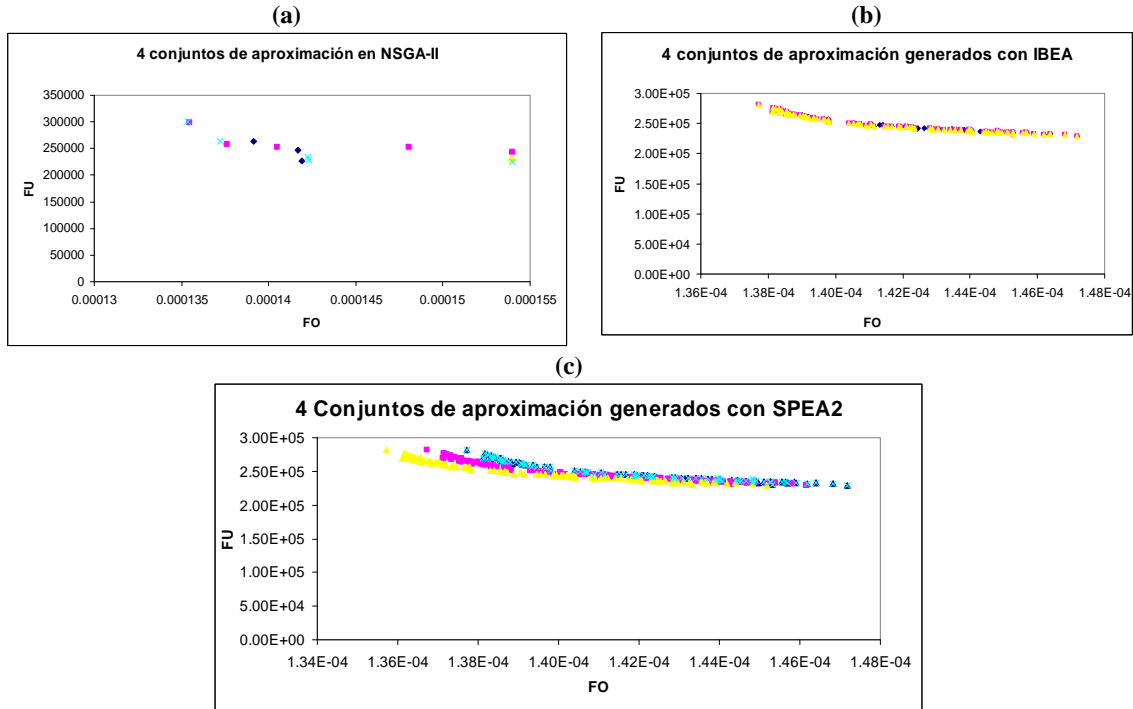 (a)
4 conjuntos de aproximación en NSGA-II
350000
300000
250000
200000
150000
100000
50000
0
FU
0.00013 0.000135 0.00014 0.000145 0.00015 0.000155
FO
(b)
4 conjuntos de aproximación generados con IBEA
3.00E+05
2.50E+05
2.00E+05
1.50E+05
1.00E+05
5.00E+04
0.00E+00
FU
1.36E-04 1.38E-04 1.40E-04 1.42E-04 1.44E-04 1.46E-04 1.48E-04
FO
(c)
4 Conjuntos de aproximación generados con SPEA2
3.00E+05
2.50E+05
2.00E+05
1.50E+05
1.00E+05
5.00E+04
0.00E+00
FU
1.34E-04 1.36E-04 1.38E-04 1.40E-04 1.42E-04 1.44E-04 1.46E-04 1.48E-04
FO